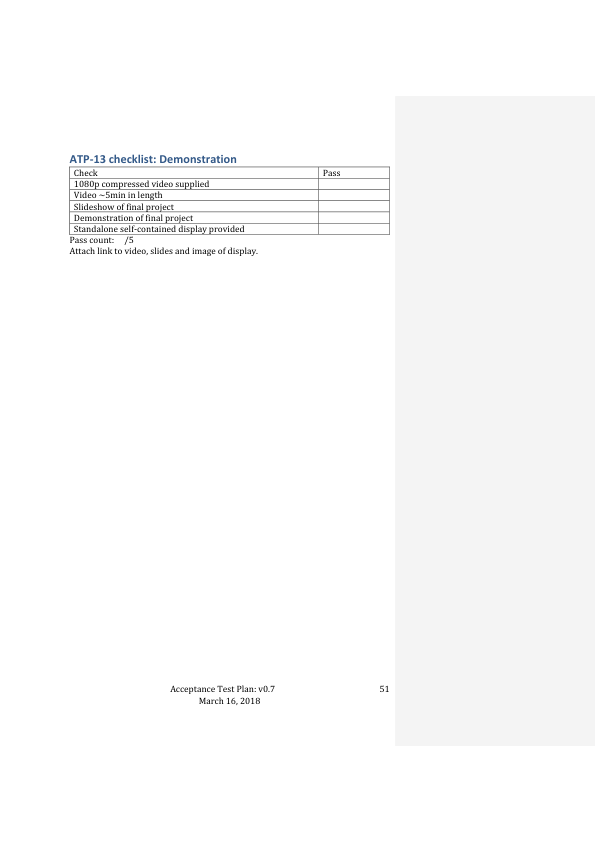 ATP-13 checklist: Demonstration
Check Pass
1080p compressed video supplied
Video ~5min in length
Slideshow of final project
Demonstration of final project
Standalone self-contained display provided
Pass count: /5
Attach link to video, slides and image of display.
Acceptance Test Plan: v0.7 51
March 16, 2018